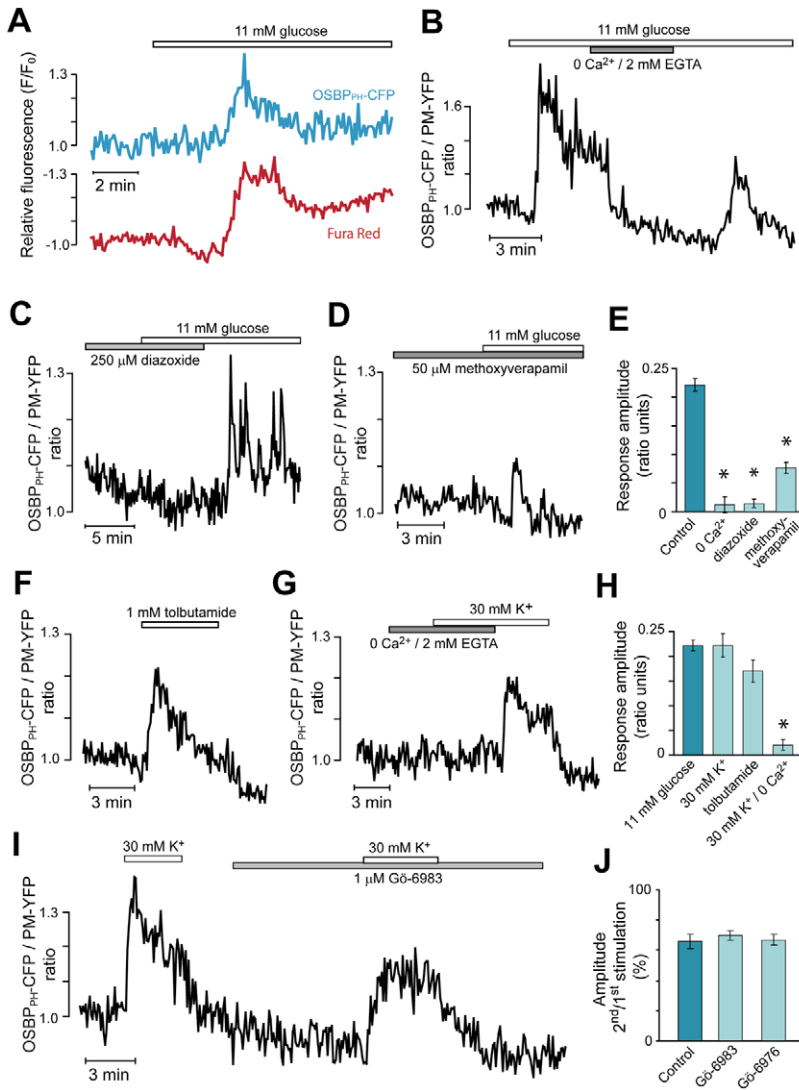 A
11 mM glucose
Relative fluorescence (F/F0)
1.3
OSBPPH-CFP
1.0
2 min
-1.3
-1.0
Fura Red
B
11 mM glucose
0 Ca2+ / 2 mM EGTA
OSBPPH-CFP / PM-YFP
ratio
1.6
1.0
3 min
C
11 mM glucose
250 µM diazoxide
OSBPPH-CFP / PM-YFP
ratio
1.3
1.0
5 min
D
11 mM glucose
50 µM methoxyverapamil
OSBPPH-CFP / PM-YFP
ratio
1.3
1.0
3 min
E
Response amplitude
(ratio units)
0.25
0
*
*
*
Control
0 Ca2+
diazoxide
methoxy-
verapamil
F
1 mM tolbutamide
OSBPPH-CFP / PM-YFP
ratio
1.3
1.0
3 min
G
30 mM K+
0 Ca2+ / 2 mM EGTA
OSBPPH-CFP / PM-YFP
ratio
1.3
1.0
3 min
H
Response amplitude
(ratio units)
0.25
0
*
11 mM glucose
30 mM K+
tolbutamide
30 mM K+ / 0 Ca2+
I
30 mM K+
30 mM K+
1 µM Gö-6983
OSBPPH-CFP / PM-YFP
ratio
1.3
1.0
3 min
J
Amplitude
2nd/1st stimulation
(%)
100
0
Control
Gö-6983
Gö-6976